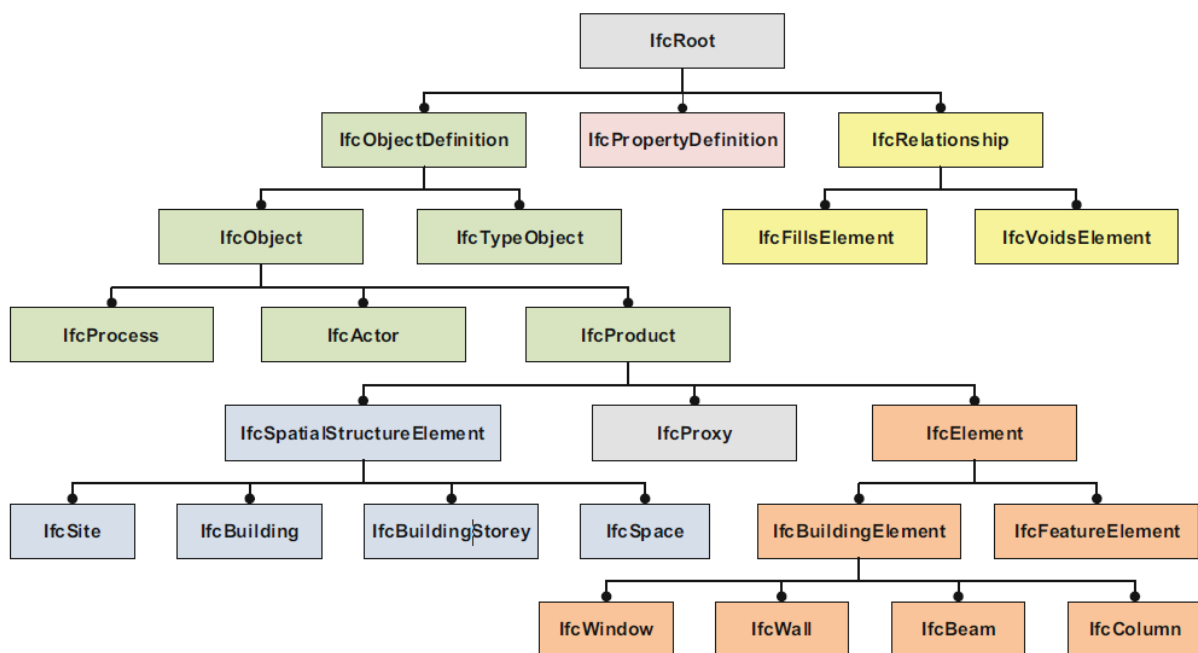 IfcRoot
IfcObjectDefinition
IfcPropertyDefinition
IfcRelationship
IfcObject
IfcTypeObject
IfcFillsElement
IfcVoidsElement
IfcProcess
IfcActor
IfcProduct
IfcSpatialStructureElement
IfcProxy
IfcElement
IfcSite
IfcBuilding
IfcBuildingStorey
IfcSpace
IfcBuildingElement
IfcFeatureElement
IfcWindow
IfcWall
IfcBeam
IfcColumn